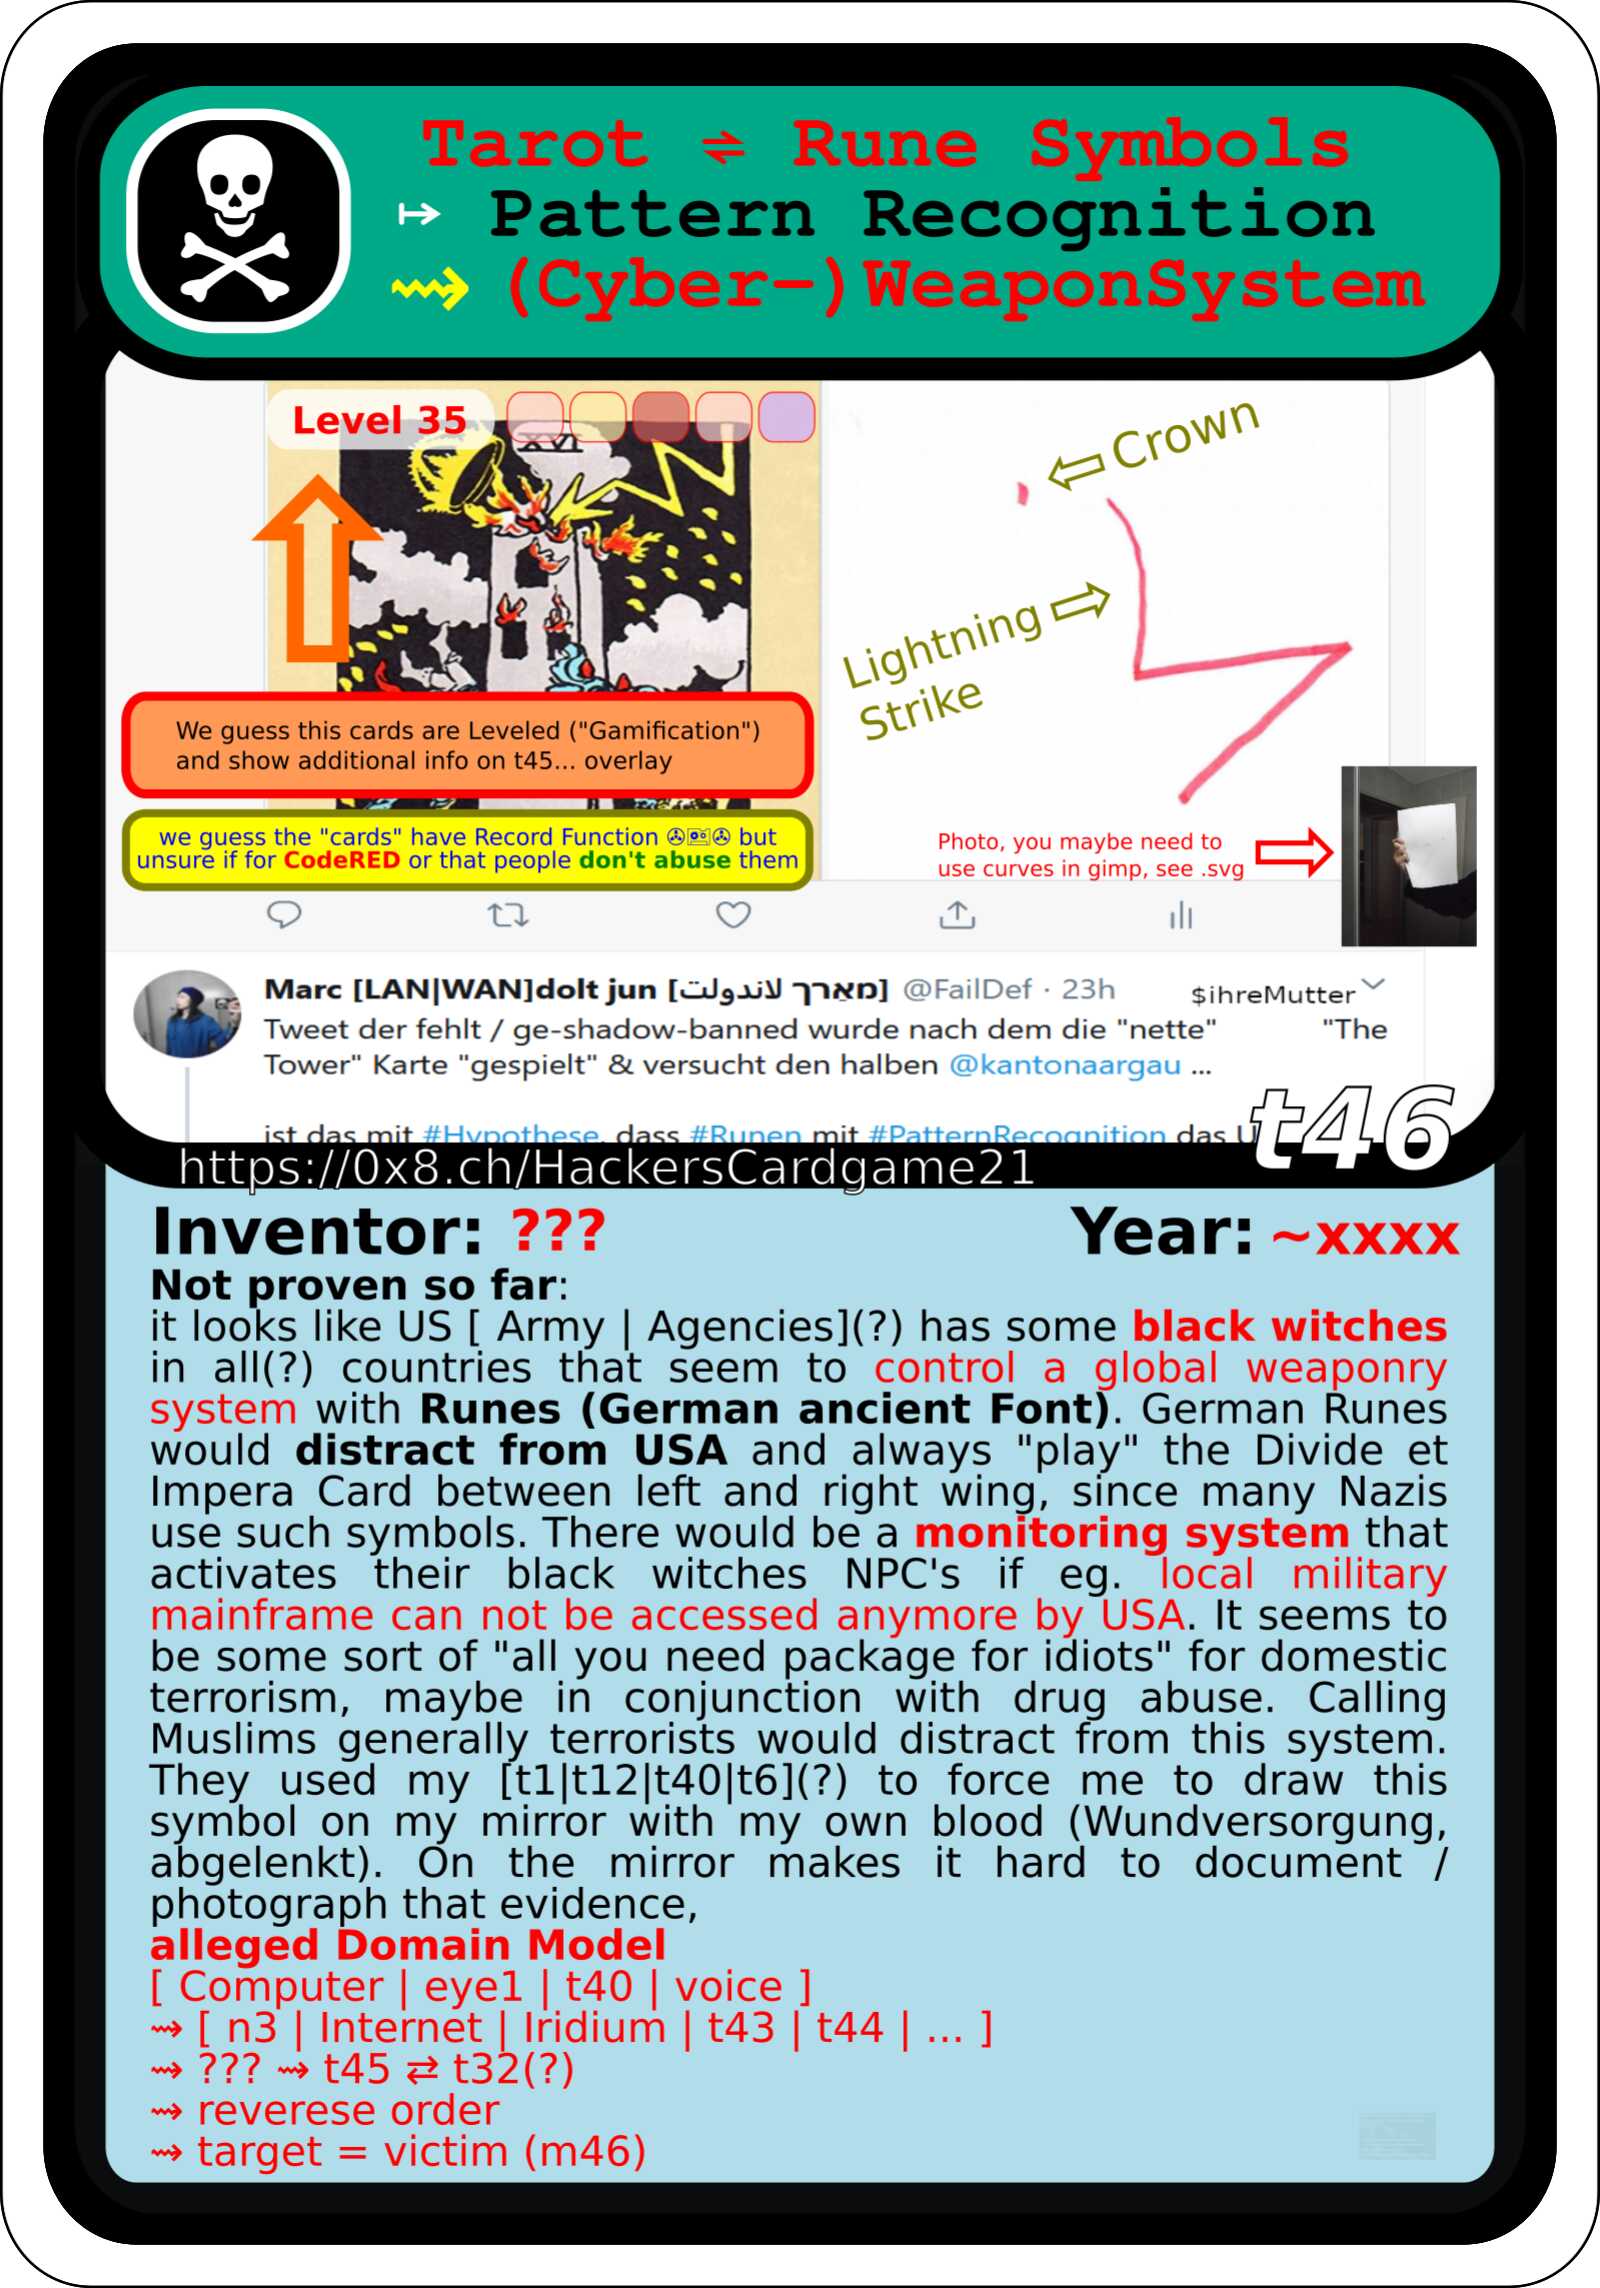 Tarot ⇌ Rune Symbols
↦ Pattern Recognition
⇝ (Cyber-)WeaponSystem
Level 35
XVI
⇦ Crown
Lightning ⇨
Strike
We guess this cards are Leveled ("Gamification")
and show additional info on t45... overlay
we guess the "cards" have Record Function ✇📾✇ but
unsure if for CodeRED or that people don't abuse them
Photo, you maybe need to
use curves in gimp, see .svg
Marc [LAN|WAN]dolt jun [מאַרך لاندولت] @FailDef · 23h
$ihreMutter
Tweet der fehlt / ge-shadow-banned wurde nach dem die "nette" "The
Tower" Karte "gespielt" & versucht den halben @kantonaargau ...
ist das mit #Hypothese, dass #Runen mit #PatternRecognition das U
t46
https://0x8.ch/HackersCardgame21
Inventor: ??? Year: ~xxxx
Not proven so far:
it looks like US [ Army | Agencies](?) has some black witches
in all(?) countries that seem to control a global weaponry
system with Runes (German ancient Font). German Runes
would distract from USA and always "play" the Divide et
Impera Card between left and right wing, since many Nazis
use such symbols. There would be a monitoring system that
activates their black witches NPC's if eg. local military
mainframe can not be accessed anymore by USA. It seems to
be some sort of "all you need package for idiots" for domestic
terrorism, maybe in conjunction with drug abuse. Calling
Muslims generally terrorists would distract from this system.
They used my [t1|t12|t40|t6](?) to force me to draw this
symbol on my mirror with my own blood (Wundversorgung,
abgelenkt). On the mirror makes it hard to document /
photograph that evidence,
alleged Domain Model
[ Computer | eye1 | t40 | voice ]
⇝ [ n3 | Internet | Iridium | t43 | t44 | ... ]
⇝ ??? ⇝ t45 ⇄ t32(?)
⇝ reverese order
⇝ target = victim (m46)